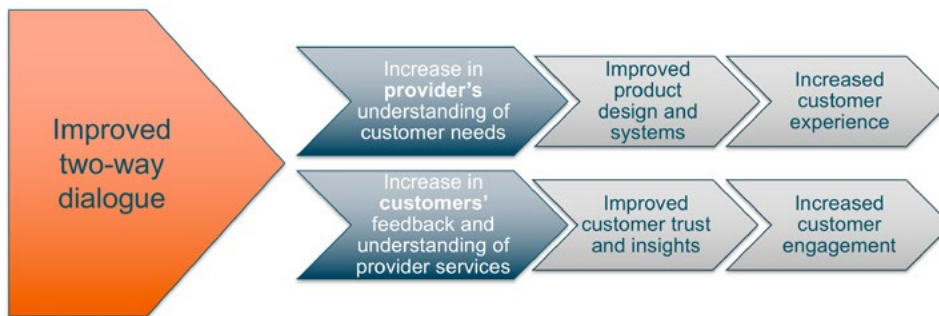 Improved
two-way
dialogue
Increase in
provider's
understanding of
customer needs
Improved
product
design and
systems
Increased
customer
experience
Increase in
customers'
feedback and
understanding of
provider services
Improved
customer trust
and insights
Increased
customer
engagement